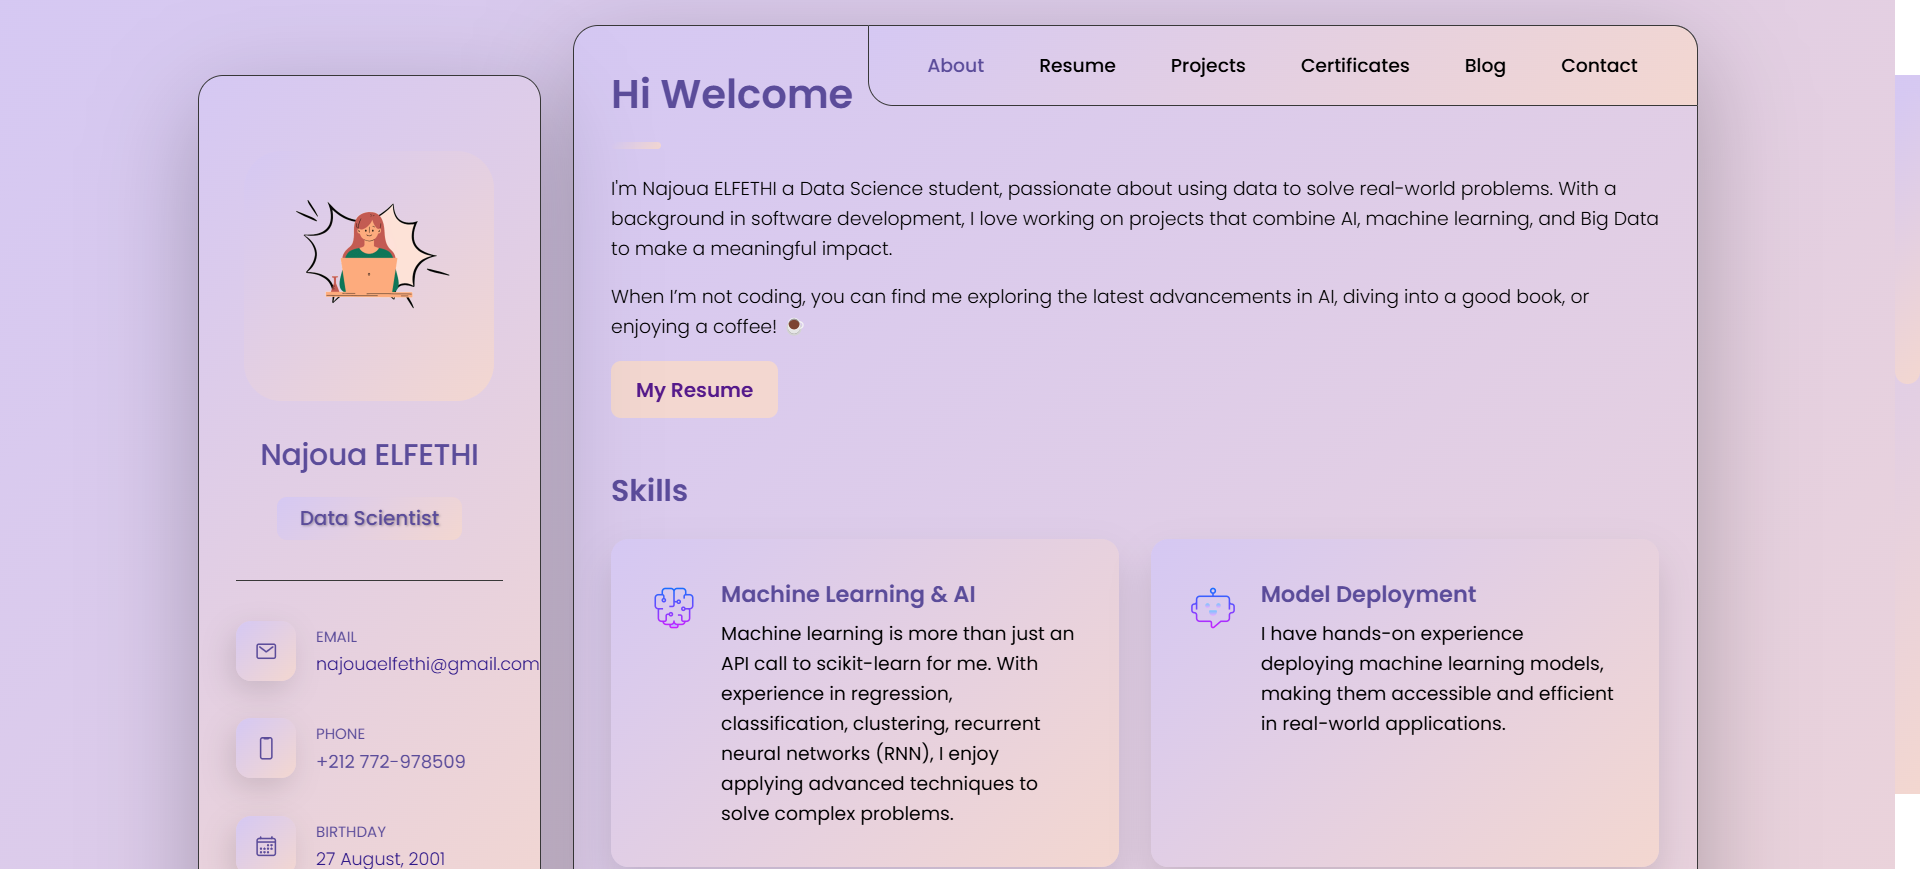 About
Resume
Projects
Certificates
Blog
Contact
Hi Welcome
I'm Najoua ELFETHI a Data Science student, passionate about using data to solve real-world problems. With a
background in software development, I love working on projects that combine AI, machine learning, and Big Data
to make a meaningful impact.
When I'm not coding, you can find me exploring the latest advancements in AI, diving into a good book, or
enjoying a coffee! ☕
My Resume
Najoua ELFETHI
Data Scientist
EMAIL
najouaelfethi@gmail.com
PHONE
+212 772-978509
BIRTHDAY
27 August, 2001
Skills
Machine Learning & AI
Machine learning is more than just an
API call to scikit-learn for me. With
experience in regression,
classification, clustering, recurrent
neural networks (RNN), I enjoy
applying advanced techniques to
solve complex problems.
Model Deployment
I have hands-on experience
deploying machine learning models,
making them accessible and efficient
in real-world applications.